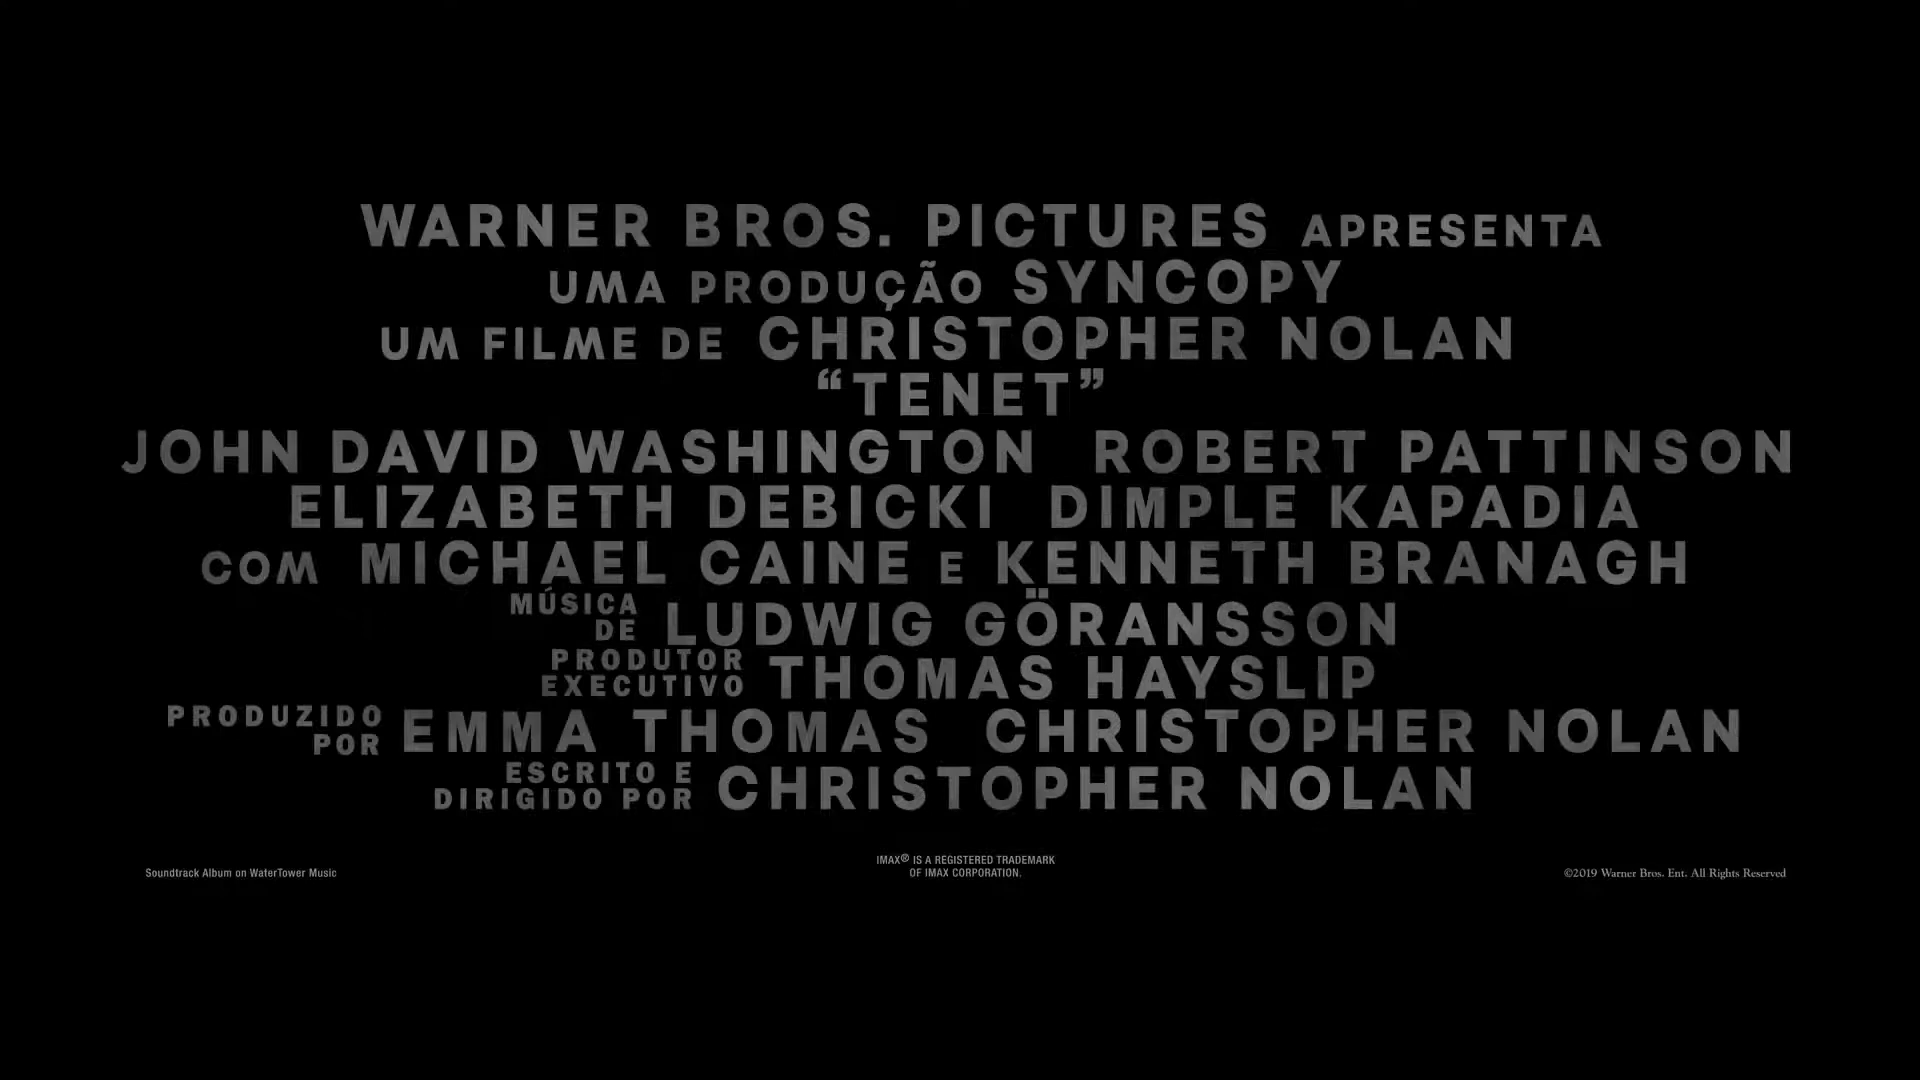 WARNER BROS. PICTURES APRESENTA
UMA PRODUÇÃO SYNCOPY
UM FILME DE CHRISTOPHER NOLAN
“TENET”
JOHN DAVID WASHINGTON ROBERT PATTINSON
ELIZABETH DEBICKI DIMPLE KAPADIA
COM MICHAEL CAINE E KENNETH BRANAGH
MÚSICA DE LUDWIG GÖRANSSON
PRODUTOR EXECUTIVO THOMAS HAYSLIP
PRODUZIDO POR EMMA THOMAS CHRISTOPHER NOLAN
ESCRITO E DIRIGIDO POR CHRISTOPHER NOLAN
Soundtrack Album on WaterTower Music
IMAX® IS A REGISTERED TRADEMARK
OF IMAX CORPORATION.
©2019 Warner Bros. Ent. All Rights Reserved